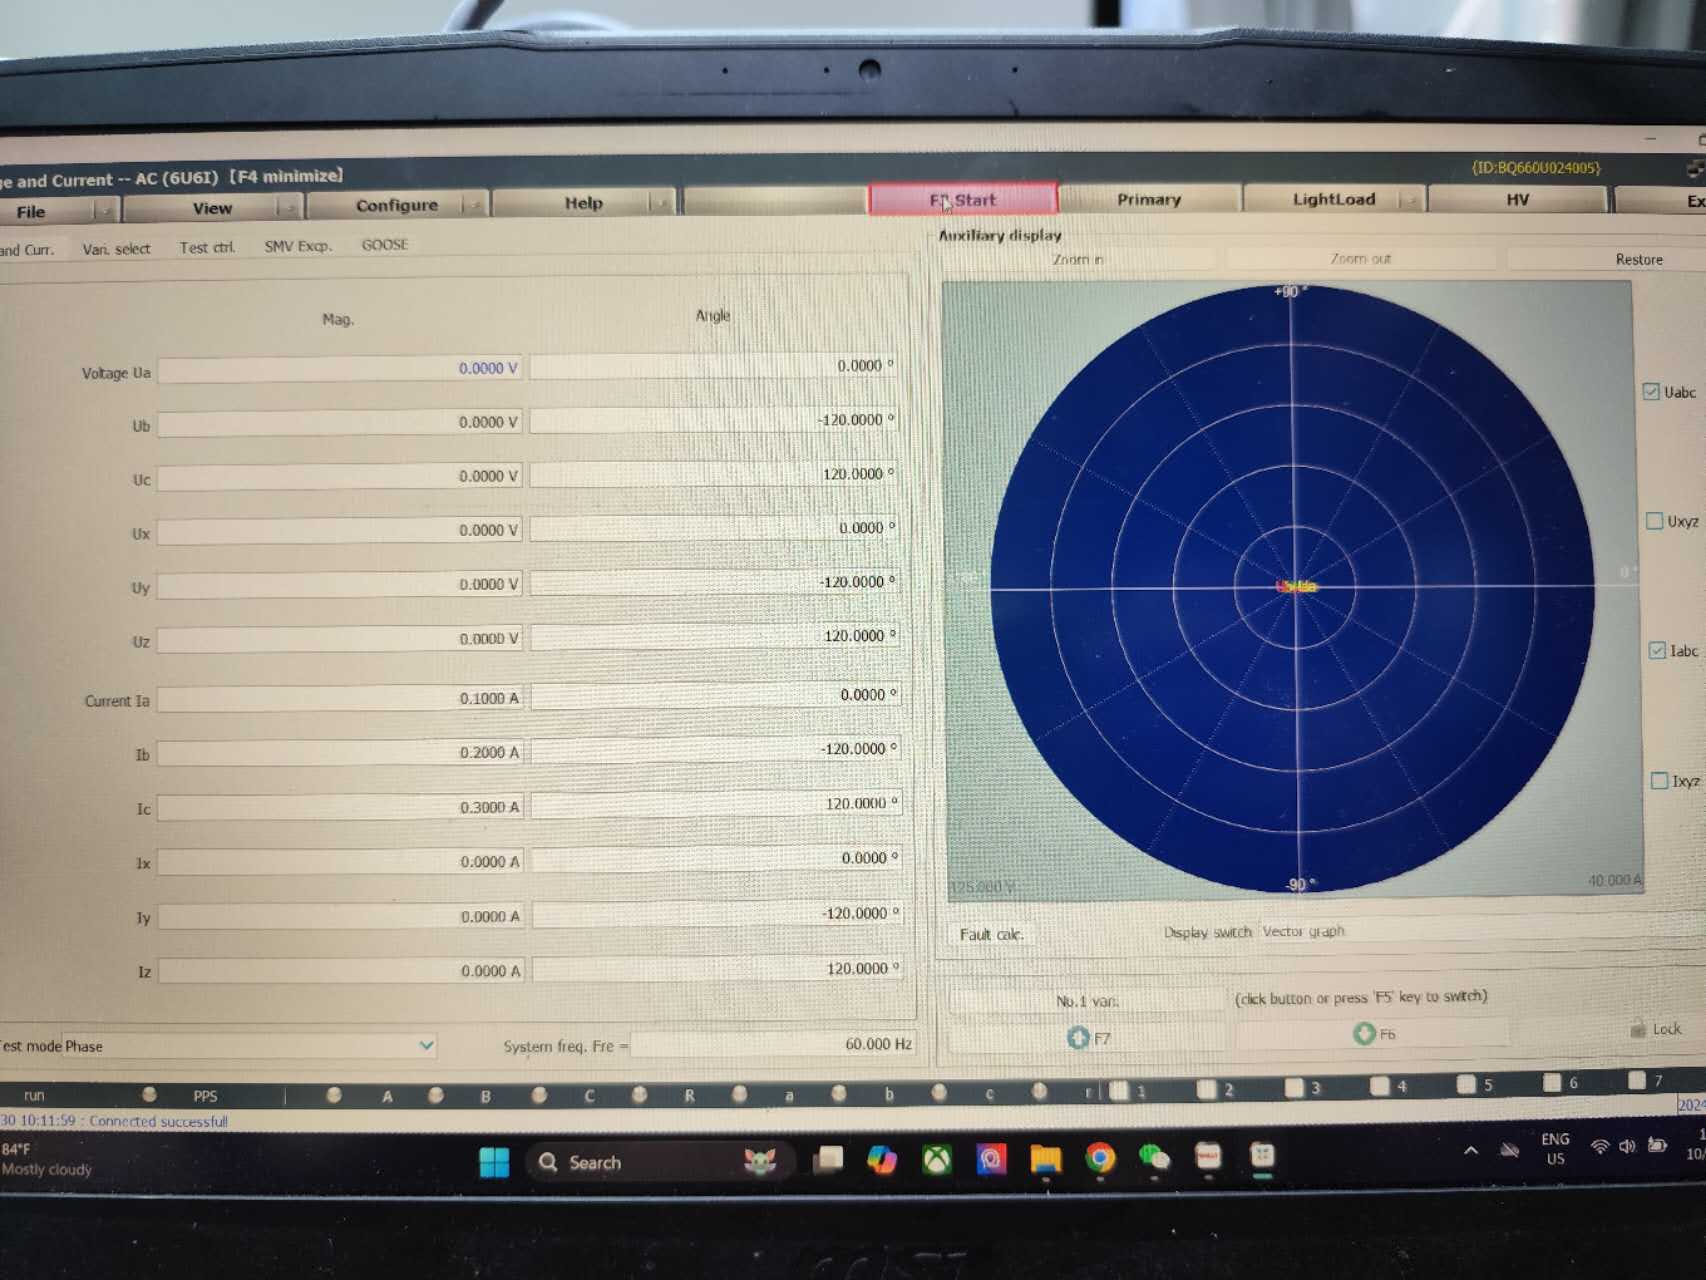 ge and Current -- AC (6U6I) [F4 minimize]
{ID:BQ660U024005}
File View Configure Help F2 Start Primary LightLoad HV Ex
and Curr. Vari. select Test ctrl. SMV Excp. GOOSE
Auxiliary display
Zoom in Zoom out Restore
Mag. Angle
Voltage Ua 0.0000 V 0.0000 °
Ub 0.0000 V -120.0000 °
Uc 0.0000 V 120.0000 °
Ux 0.0000 V 0.0000 °
Uy 0.0000 V -120.0000 °
Uz 0.0000 V 120.0000 °
Current Ia 0.1000 A 0.0000 °
Ib 0.2000 A -120.0000 °
Ic 0.3000 A 120.0000 °
Ix 0.0000 A 0.0000 °
Iy 0.0000 A -120.0000 °
Iz 0.0000 A 120.0000 °
+90 °
0 °
-90 °
125.000 V
40.000 A
Uabc
Uxyz
Iabc
Ixyz
Fault calc. Display switch Vector graph
No.1 vari. (click button or press 'F5' key to switch)
F7 F6 Lock
est mode Phase System freq. Fre = 60.000 Hz
run PPS A B C R a b c r 1 2 3 4 5 6 7
30 10:11:59 : Connected successful!
2024
84°F
Mostly cloudy
Search
ENG
US
10/